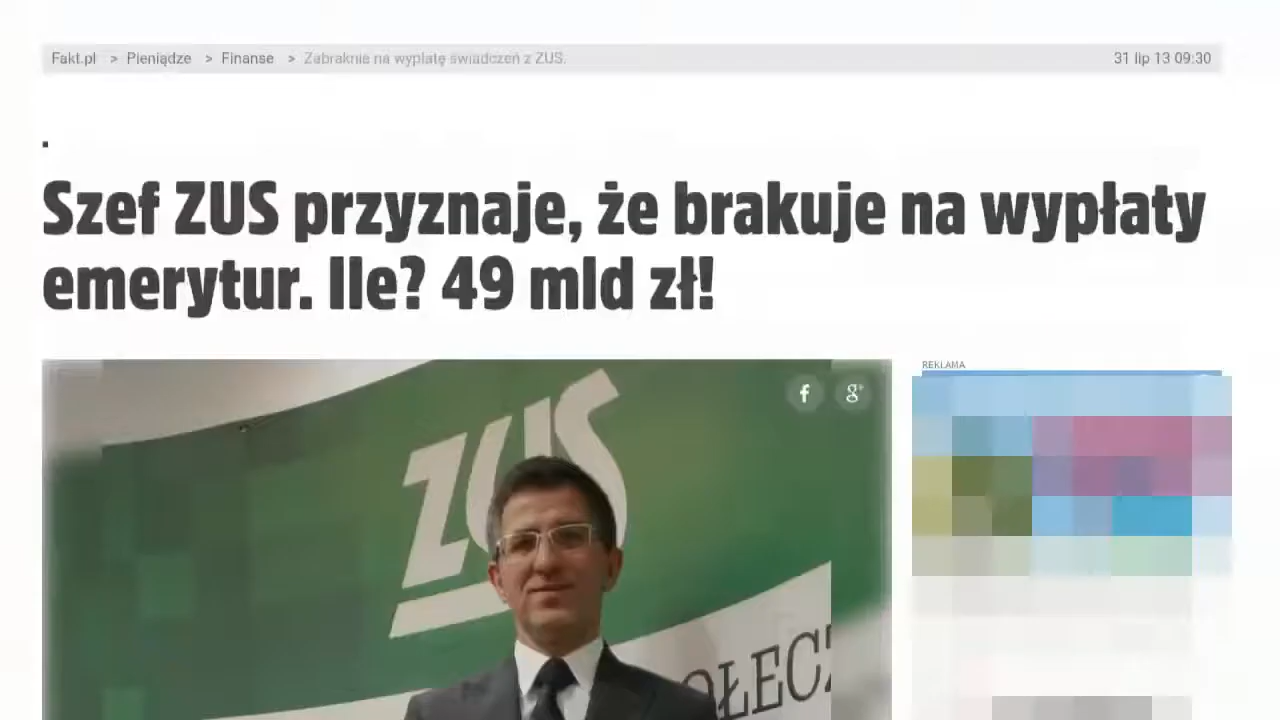 Fakt.pl > Pieniądze > Finanse > Zabraknie na wypłatę świadczeń z ZUS. 31 lip 13 09:30
.
Szef ZUS przyznaje, że brakuje na wypłaty
emerytur. Ile? 49 mld zł!
REKLAMA
f g+
ZUS
OŁECZ